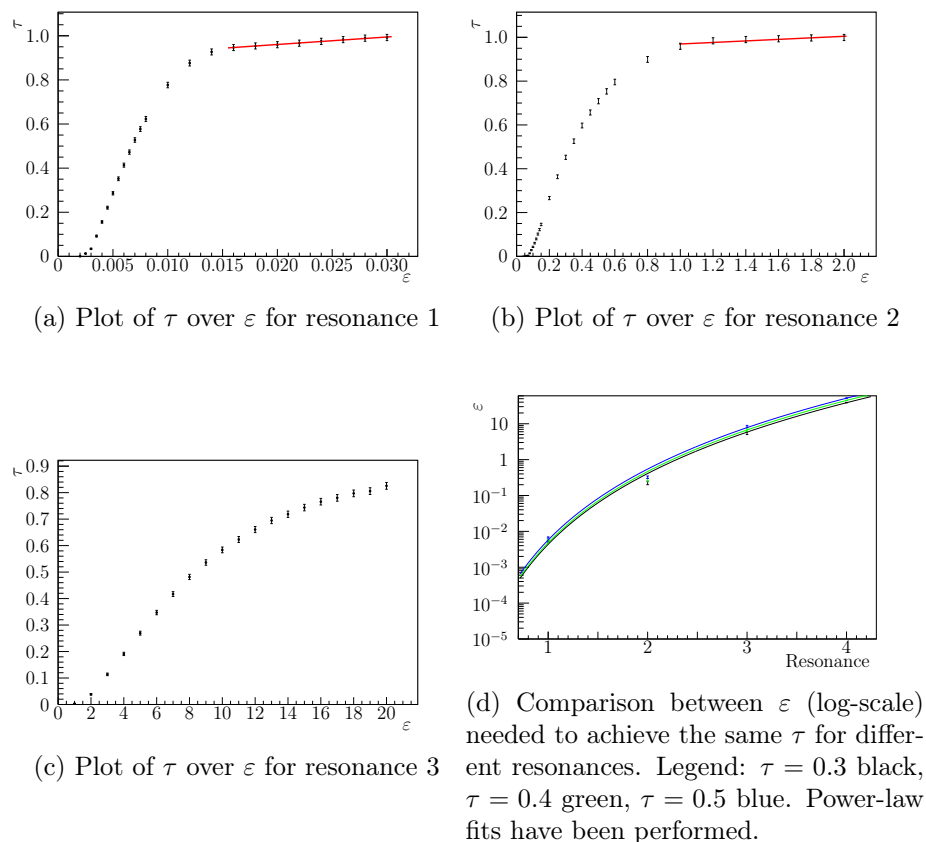 τ
1.0
0.8
0.6
0.4
0.2
0
0 0.005 0.010 0.015 0.020 0.025 0.030
ε
(a) Plot of τ over ε for resonance 1
τ
1.0
0.8
0.6
0.4
0.2
0
0 0.2 0.4 0.6 0.8 1.0 1.2 1.4 1.6 1.8 2.0
ε
(b) Plot of τ over ε for resonance 2
τ
0.9
0.8
0.7
0.6
0.5
0.4
0.3
0.2
0.1
0
0 2 4 6 8 10 12 14 16 18 20
ε
(c) Plot of τ over ε for resonance 3
ε
10
1
10⁻¹
10⁻²
10⁻³
10⁻⁴
10⁻⁵
1 2 3 4
Resonance
(d) Comparison between ε (log-scale)
needed to achieve the same τ for differ-
ent resonances. Legend: τ = 0.3 black,
τ = 0.4 green, τ = 0.5 blue. Power-law
fits have been performed.